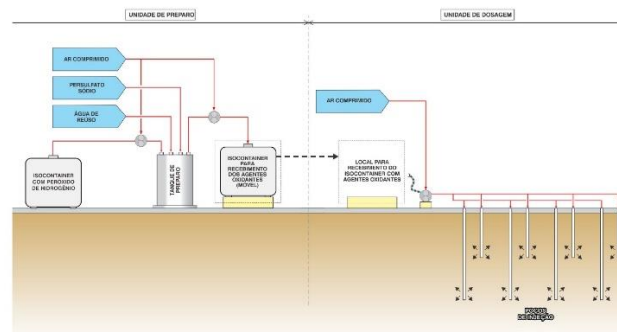 UNIDADE DE PREPARO
UNIDADE DE DOSAGEM
AR COMPRIMIDO
PERSULFATO
SÓDIO
ÁGUA DE
REÚSO
AR COMPRIMIDO
ISOCONTAINER
COM PERÓXIDO
DE HIDROGÊNIO
TANQUE DE
PREPARO
ISOCONTAINER
PARA
RECEBIMENTO
DOS AGENTES
OXIDANTES
(MÓVEL)
LOCAL PARA
RECEBIMENTO DO
ISOCONTAINER COM
AGENTES OXIDANTES
POÇOS
DE INJEÇÃO